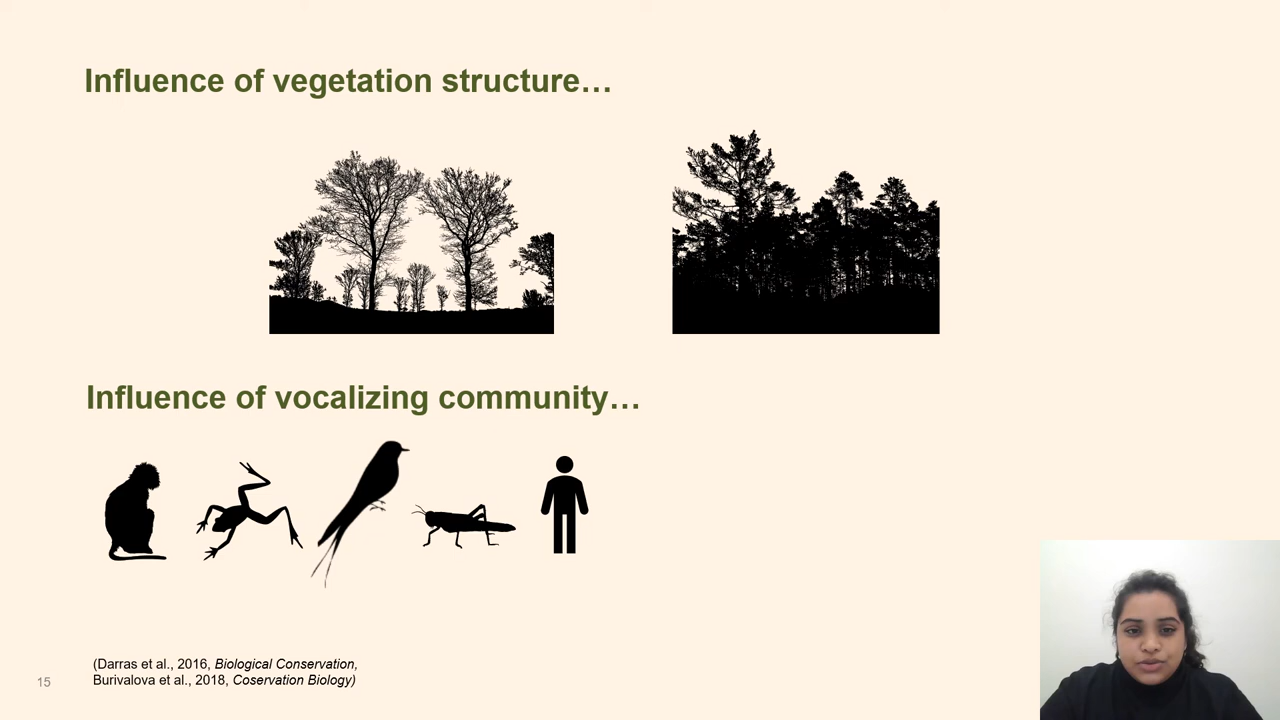 Influence of vegetation structure…
Influence of vocalizing community…
(Darras et al., 2016, Biological Conservation,
Burivalova et al., 2018, Coservation Biology)
15